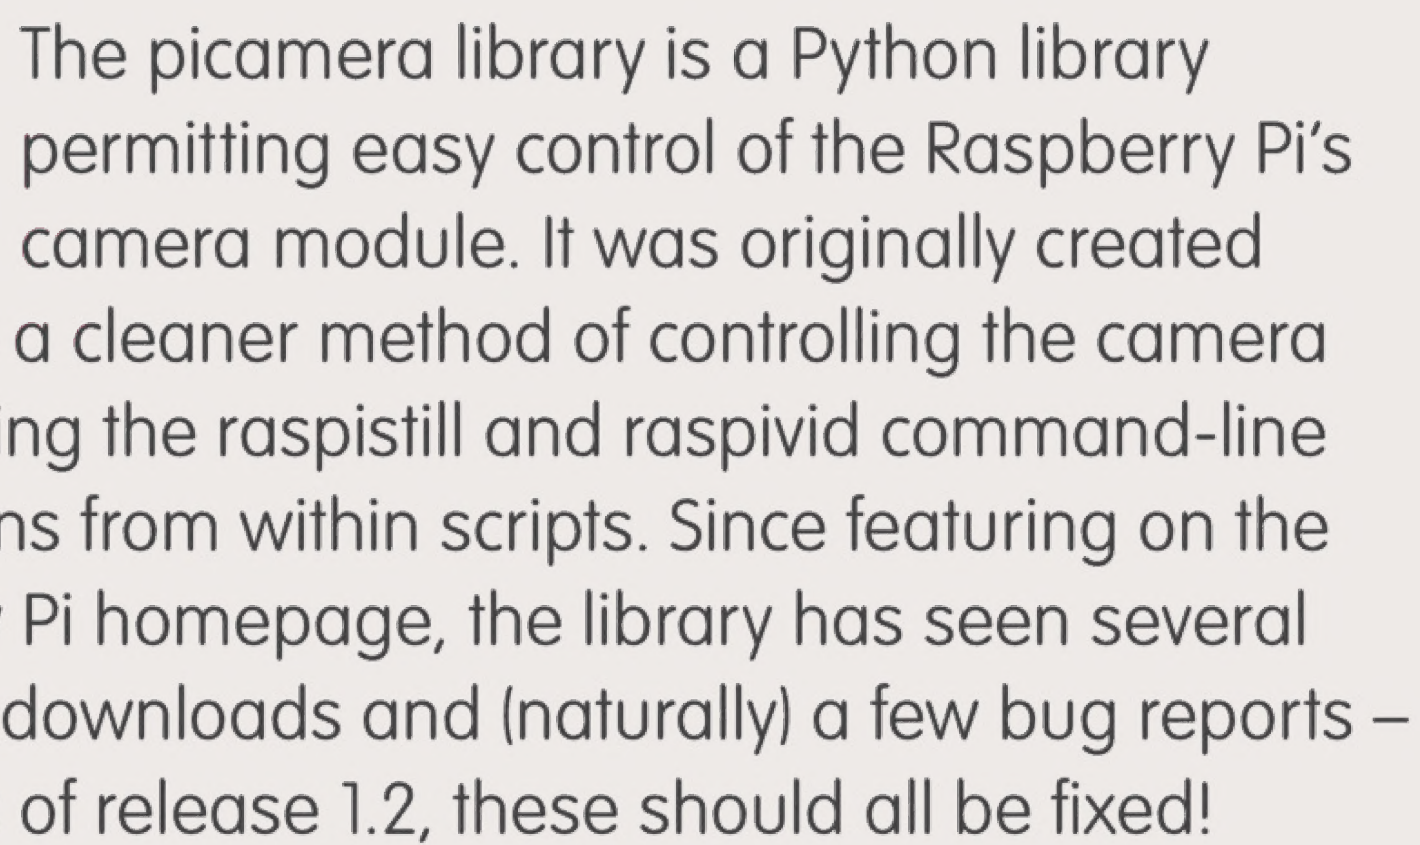 The picamera library is a Python library
permitting easy control of the Raspberry Pi's
camera module. It was originally created
a cleaner method of controlling the camera
the raspistill and raspivid command-line
from within scripts. Since featuring on the
Pi homepage, the library has seen several
downloads and (naturally) a few bug reports –
of release 1.2, these should all be fixed!